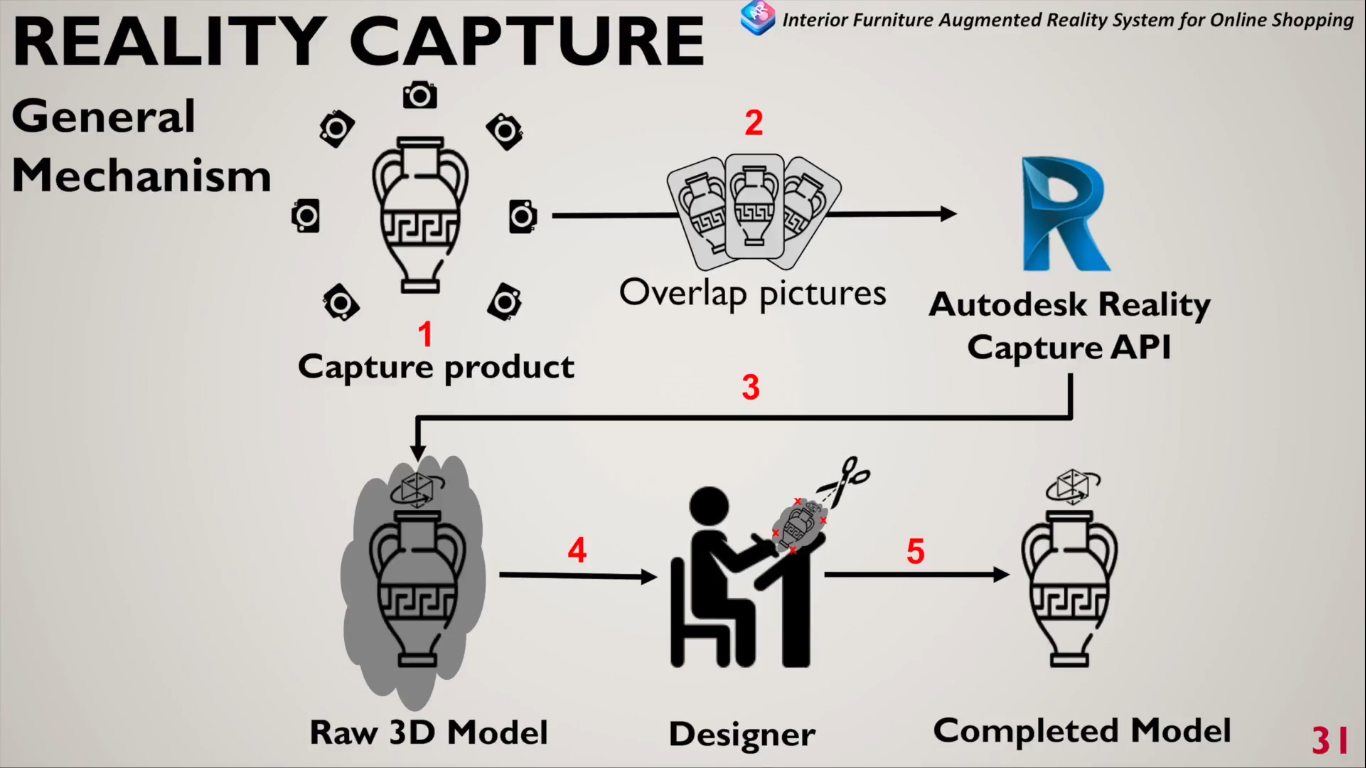 REALITY CAPTURE
Interior Furniture Augmented Reality System for Online Shopping
General
Mechanism
2
Overlap pictures
Autodesk Reality
Capture API
1
Capture product
3
4
5
Raw 3D Model
Designer
Completed Model
31